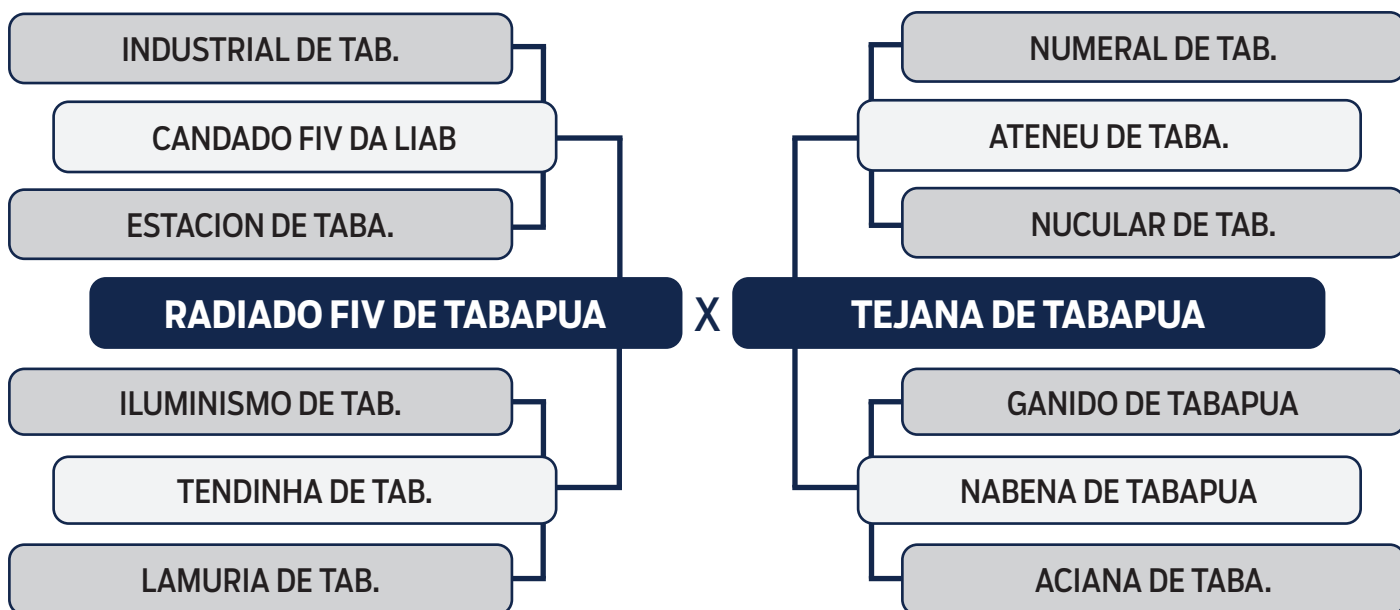 INDUSTRIAL DE TAB.
CANDADO FIV DA LIAB
ESTACION DE TABA.
RADIADO FIV DE TABAPUA
ILUMINISMO DE TAB.
TENDINHA DE TAB.
LAMURIA DE TAB.
X
NUMERAL DE TAB.
ATENEU DE TABA.
NUCULAR DE TAB.
TEJANA DE TABAPUA
GANIDO DE TABAPUA
NABENA DE TABAPUA
ACIANA DE TABA.